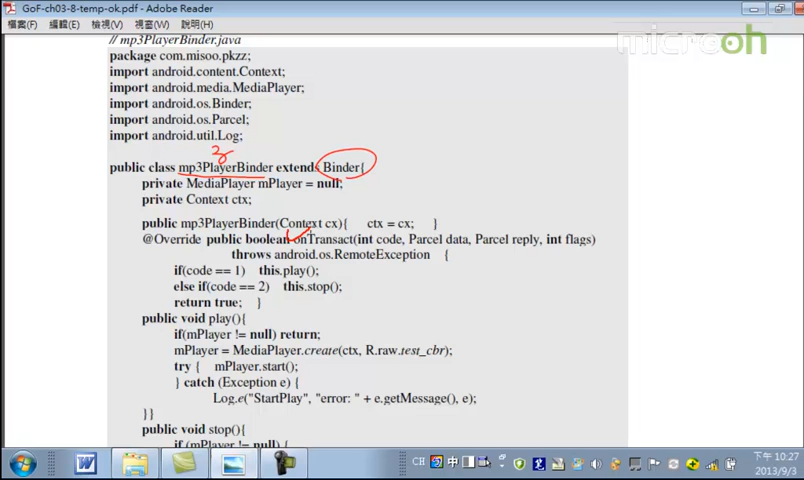 GoF-ch03-8-temp-ok.pdf - Adobe Reader
檔案(F) 編輯(E) 檢視(V) 視窗(W) 說明(H)
microoh
// mp3PlayerBinder.java
package com.misoo.pkzz;
import android.content.Context;
import android.media.MediaPlayer;
import android.os.Binder;
import android.os.Parcel;
import android.util.Log;
public class mp3PlayerBinder extends Binder{
private MediaPlayer mPlayer = null;
private Context ctx;
public mp3PlayerBinder(Context cx){ ctx = cx; }
@Override public boolean onTransact(int code, Parcel data, Parcel reply, int flags)
throws android.os.RemoteException {
if(code == 1) this.play();
else if(code == 2) this.stop();
return true; }
public void play(){
if(mPlayer != null) return;
mPlayer = MediaPlayer.create(ctx, R.raw.test_cbr);
try { mPlayer.start();
} catch (Exception e) {
Log.e("StartPlay", "error: " + e.getMessage(), e);
}}
public void stop(){
if (mPlayer != null) {
CH 中 下午 10:27
2013/9/3